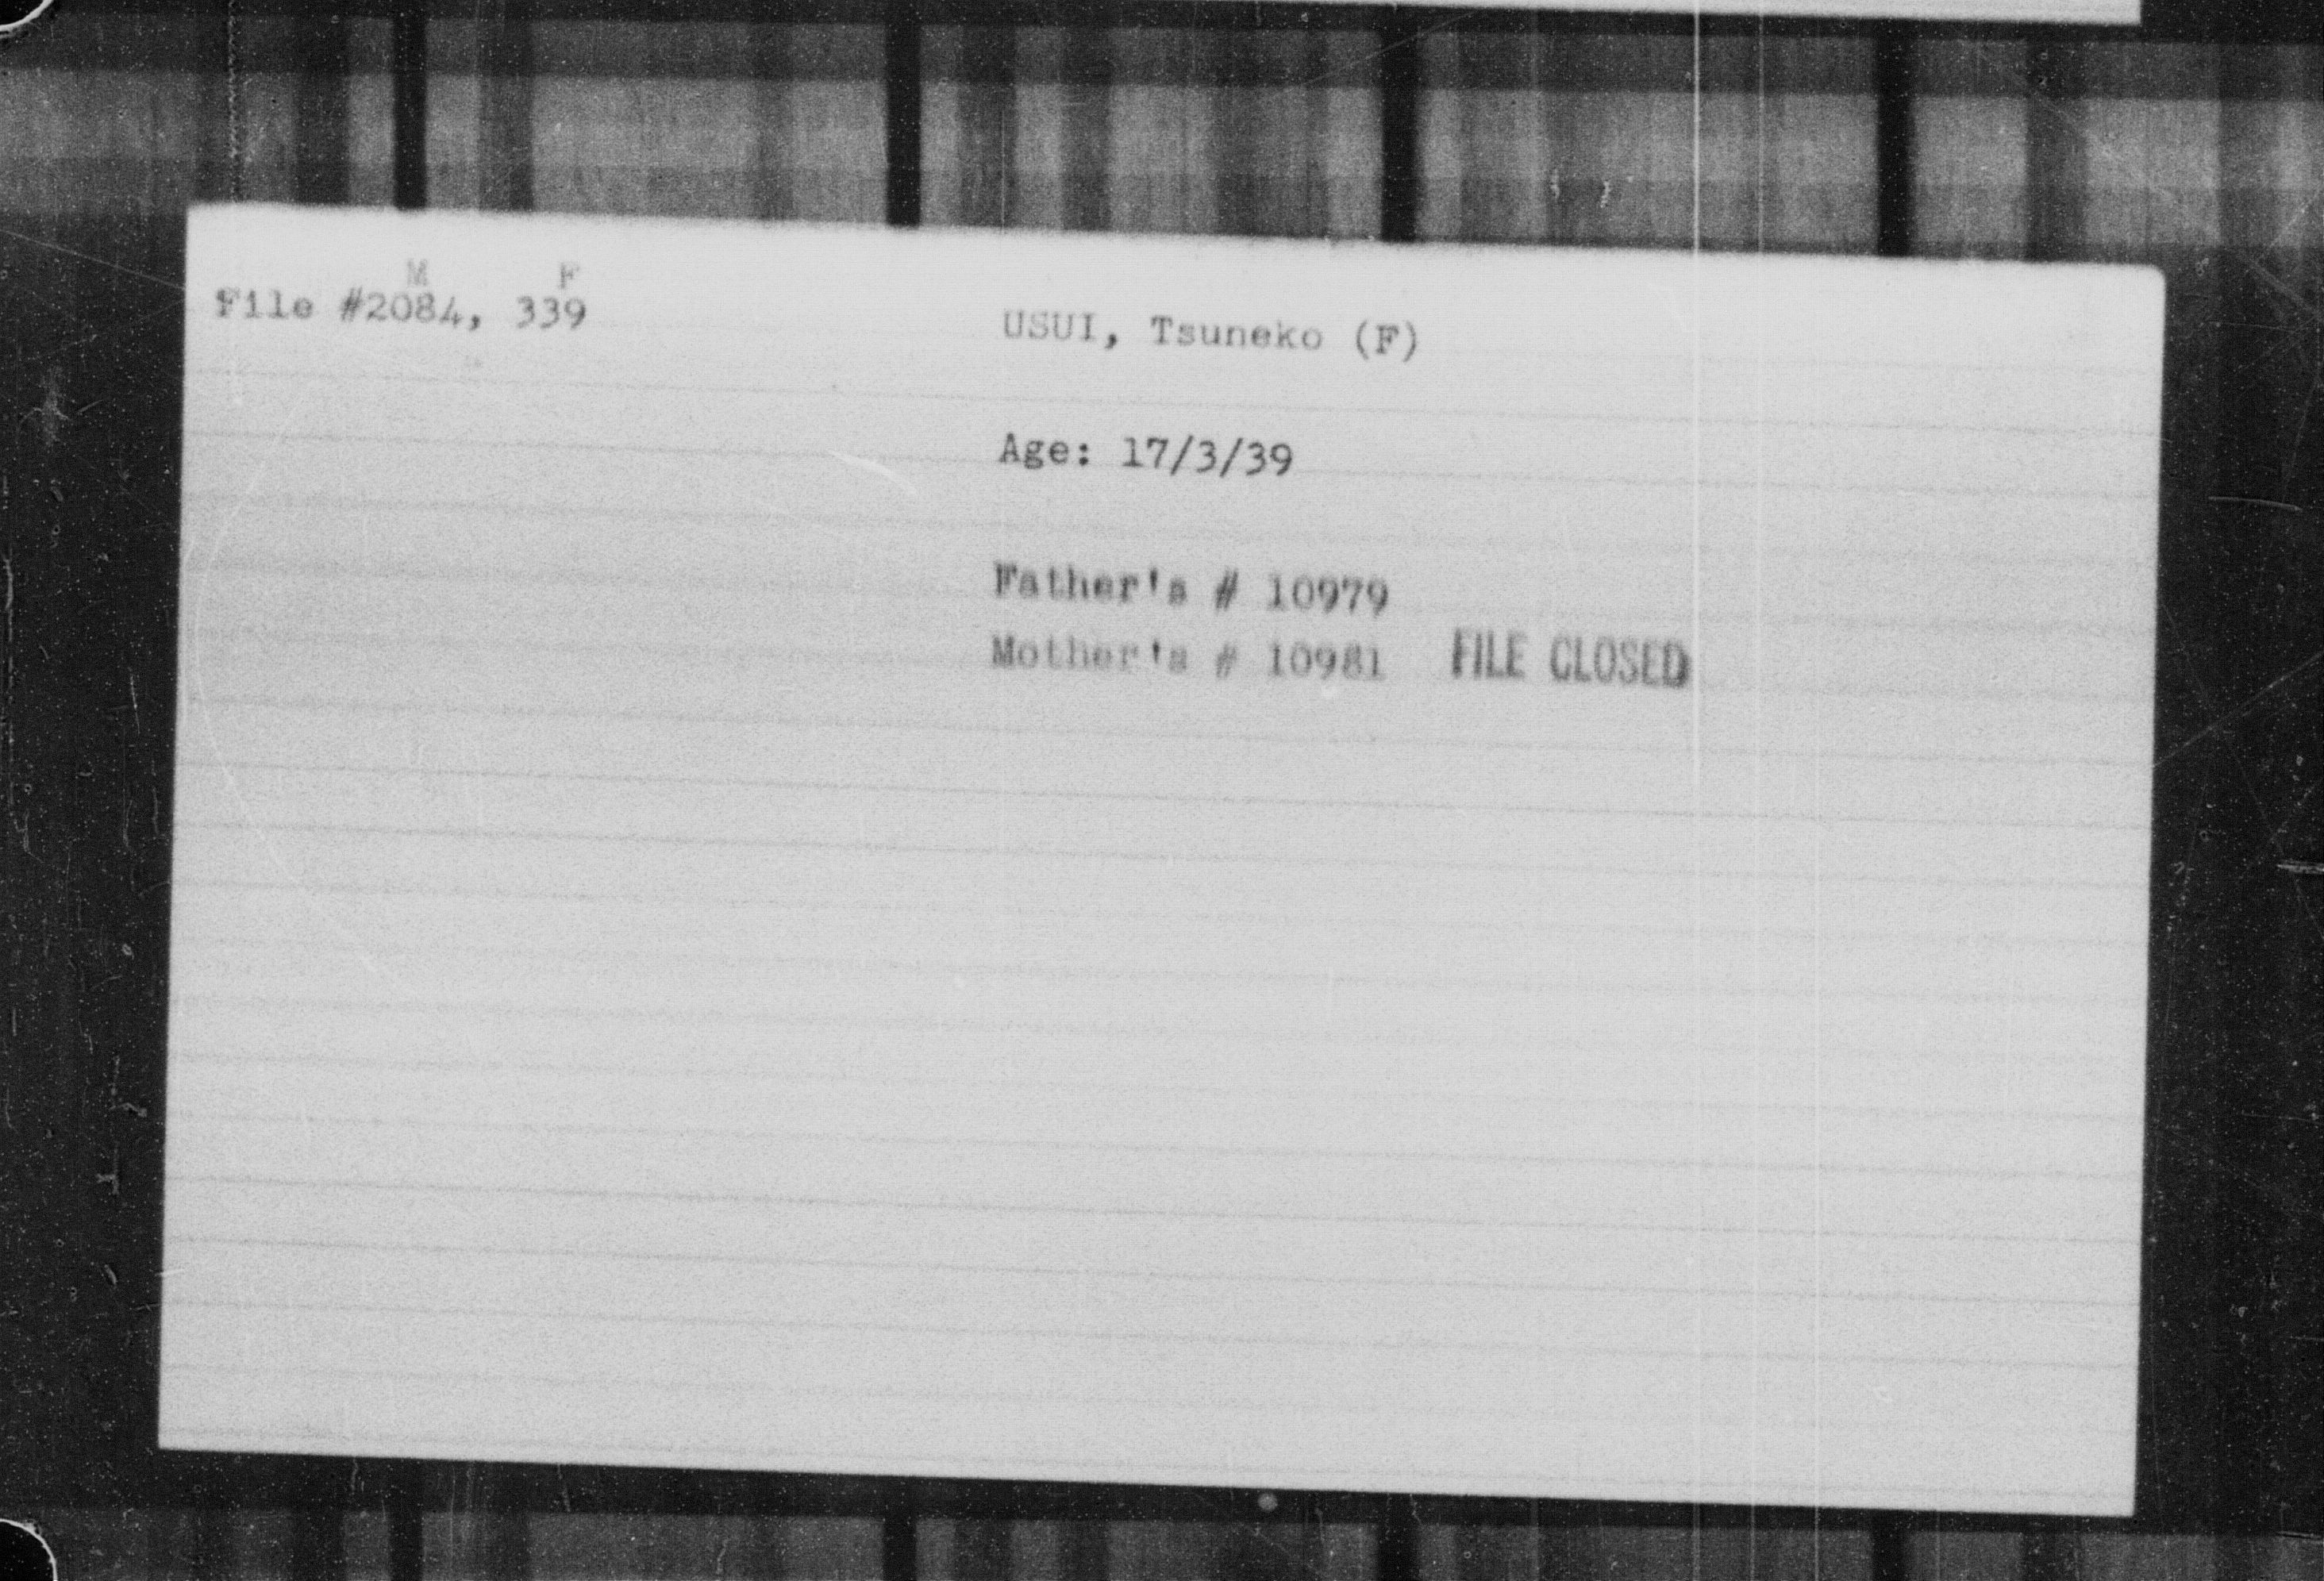 M F
File #2084, 339
USUI, Tsuneko (F)
Age: 17/3/39
Father's # 10979
Mother's # 10981 FILE CLOSED